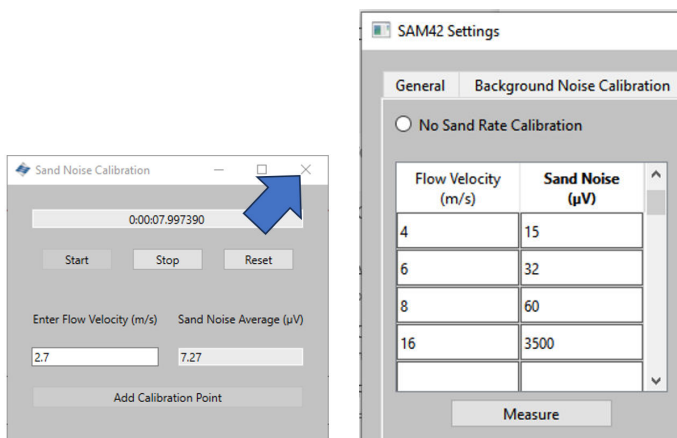 Sand Noise Calibration
0:00:07.997390
Start Stop Reset
Enter Flow Velocity (m/s) Sand Noise Average (µV)
2.7 7.27
Add Calibration Point
SAM42 Settings
General Background Noise Calibration
No Sand Rate Calibration
Flow Velocity Sand Noise
(m/s) (µV)
4 15
6 32
8 60
16 3500
Measure